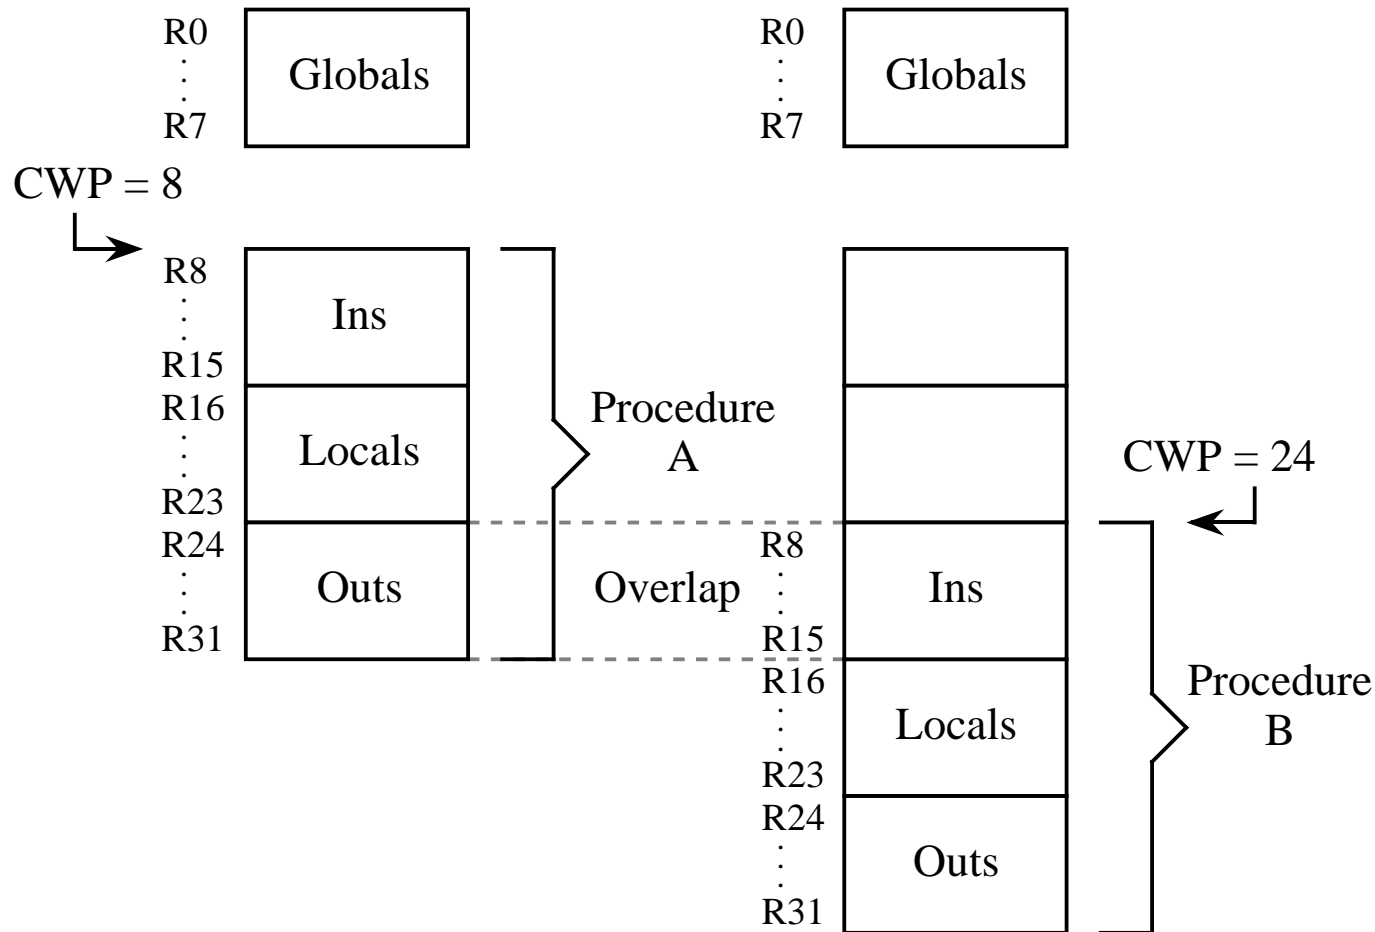 R0
Globals
R7
R0
Globals
R7
CWP = 8
R8
Ins
R15
R16
Locals
R23
R24
Outs
R31
Procedure
A
CWP = 24
Overlap
R8
Ins
R15
R16
Locals
R23
R24
Outs
R31
Procedure
B